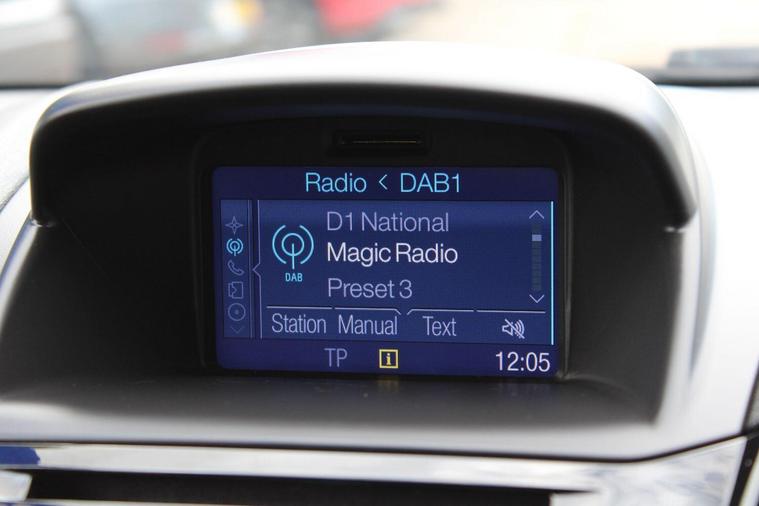 Radio < DAB1
D1 National
Magic Radio
DAB
Preset 3
Station Manual Text
TP i 12:05